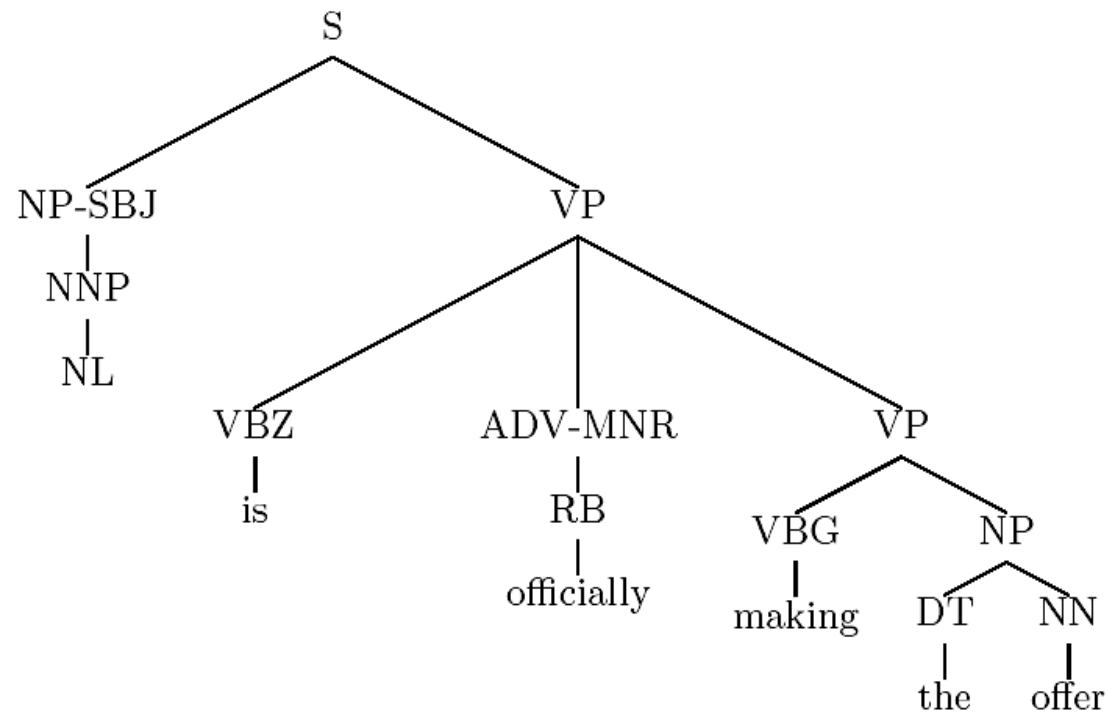 S
NP-SBJ VP
NNP
NL
VBZ ADV-MNR VP
is RB VBG NP
officially making DT NN
the offer